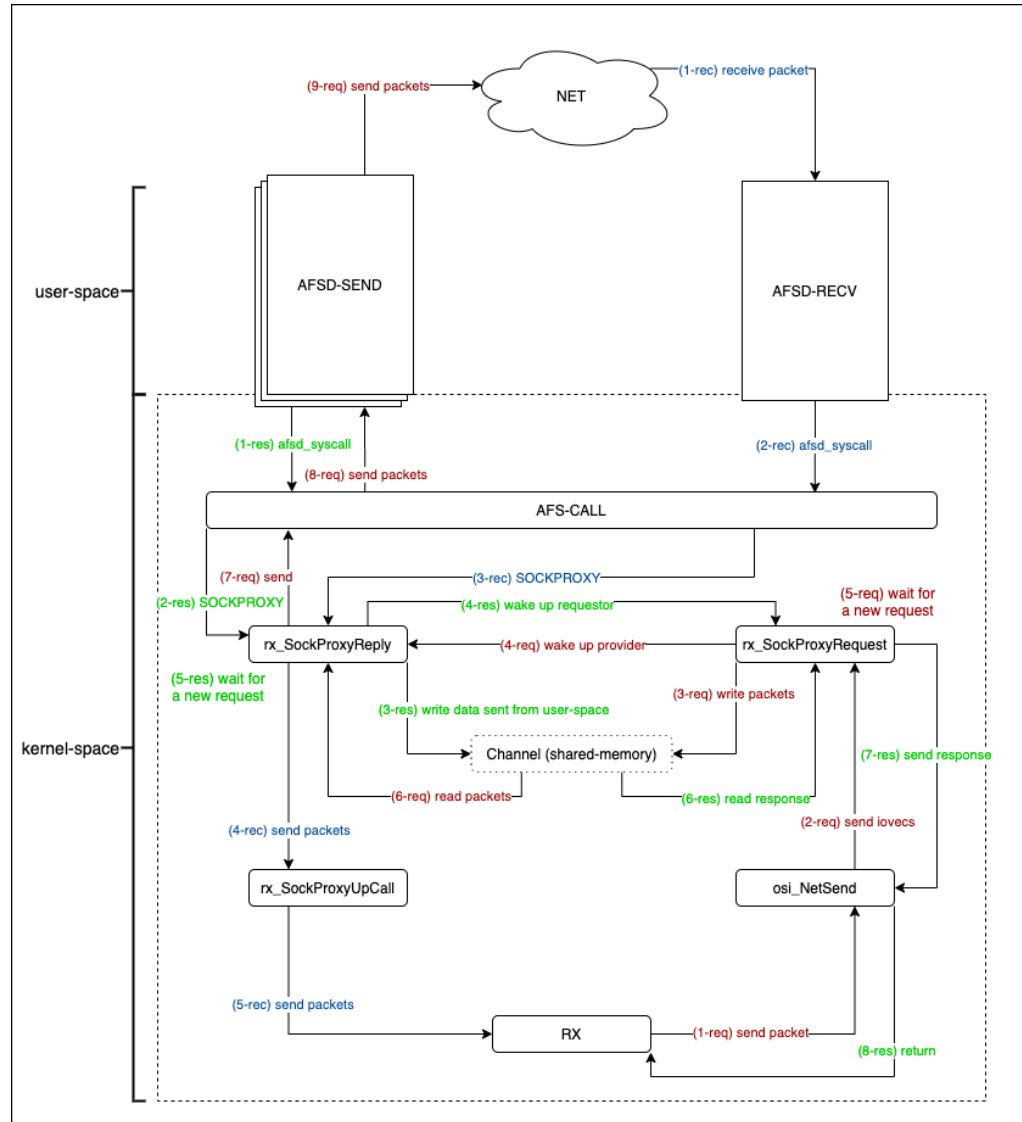 (9-req) send packets
NET
(1-rec) receive packet
user-space
AFSD-SEND
AFSD-RECV
(1-res) afsd_syscall
(8-req) send packets
(2-rec) afsd_syscall
AFS-CALL
(7-req) send
(3-rec) SOCKPROXY
(2-res) SOCKPROXY
(4-res) wake up requestor
(5-req) wait for
a new request
rx_SockProxyReply
(4-req) wake up provider
rx_SockProxyRequest
(5-res) wait for
a new request
(3-req) write packets
(3-res) write data sent from user-space
kernel-space
Channel (shared-memory)
(7-res) send response
(6-req) read packets
(6-res) read response
(2-req) send iovecs
(4-rec) send packets
rx_SockProxyUpCall
osi_NetSend
(5-rec) send packets
RX
(1-req) send packet
(8-res) return